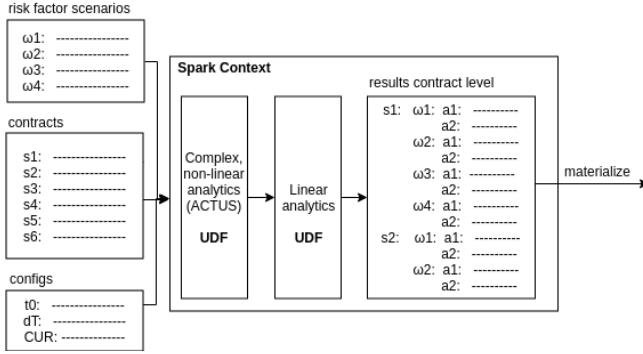 risk factor scenarios
ω1: ----------------
ω2: ----------------
ω3: ----------------
ω4: ----------------
contracts
s1: ----------------
s2: ----------------
s3: ----------------
s4: ----------------
s5: ----------------
s6: ----------------
configs
t0: ----------------
dT: ----------------
CUR: --------------
Spark Context
Complex,
non-linear
analytics
(ACTUS)
UDF
Linear
analytics
UDF
results contract level
s1: ω1: a1: ----------
a2: ----------
ω2: a1: ----------
a2: ----------
ω3: a1: ----------
a2: ----------
ω4: a1: ----------
a2: ----------
s2: ω1: a1: ----------
a2: ----------
ω2: a1: ----------
a2: ----------
materialize